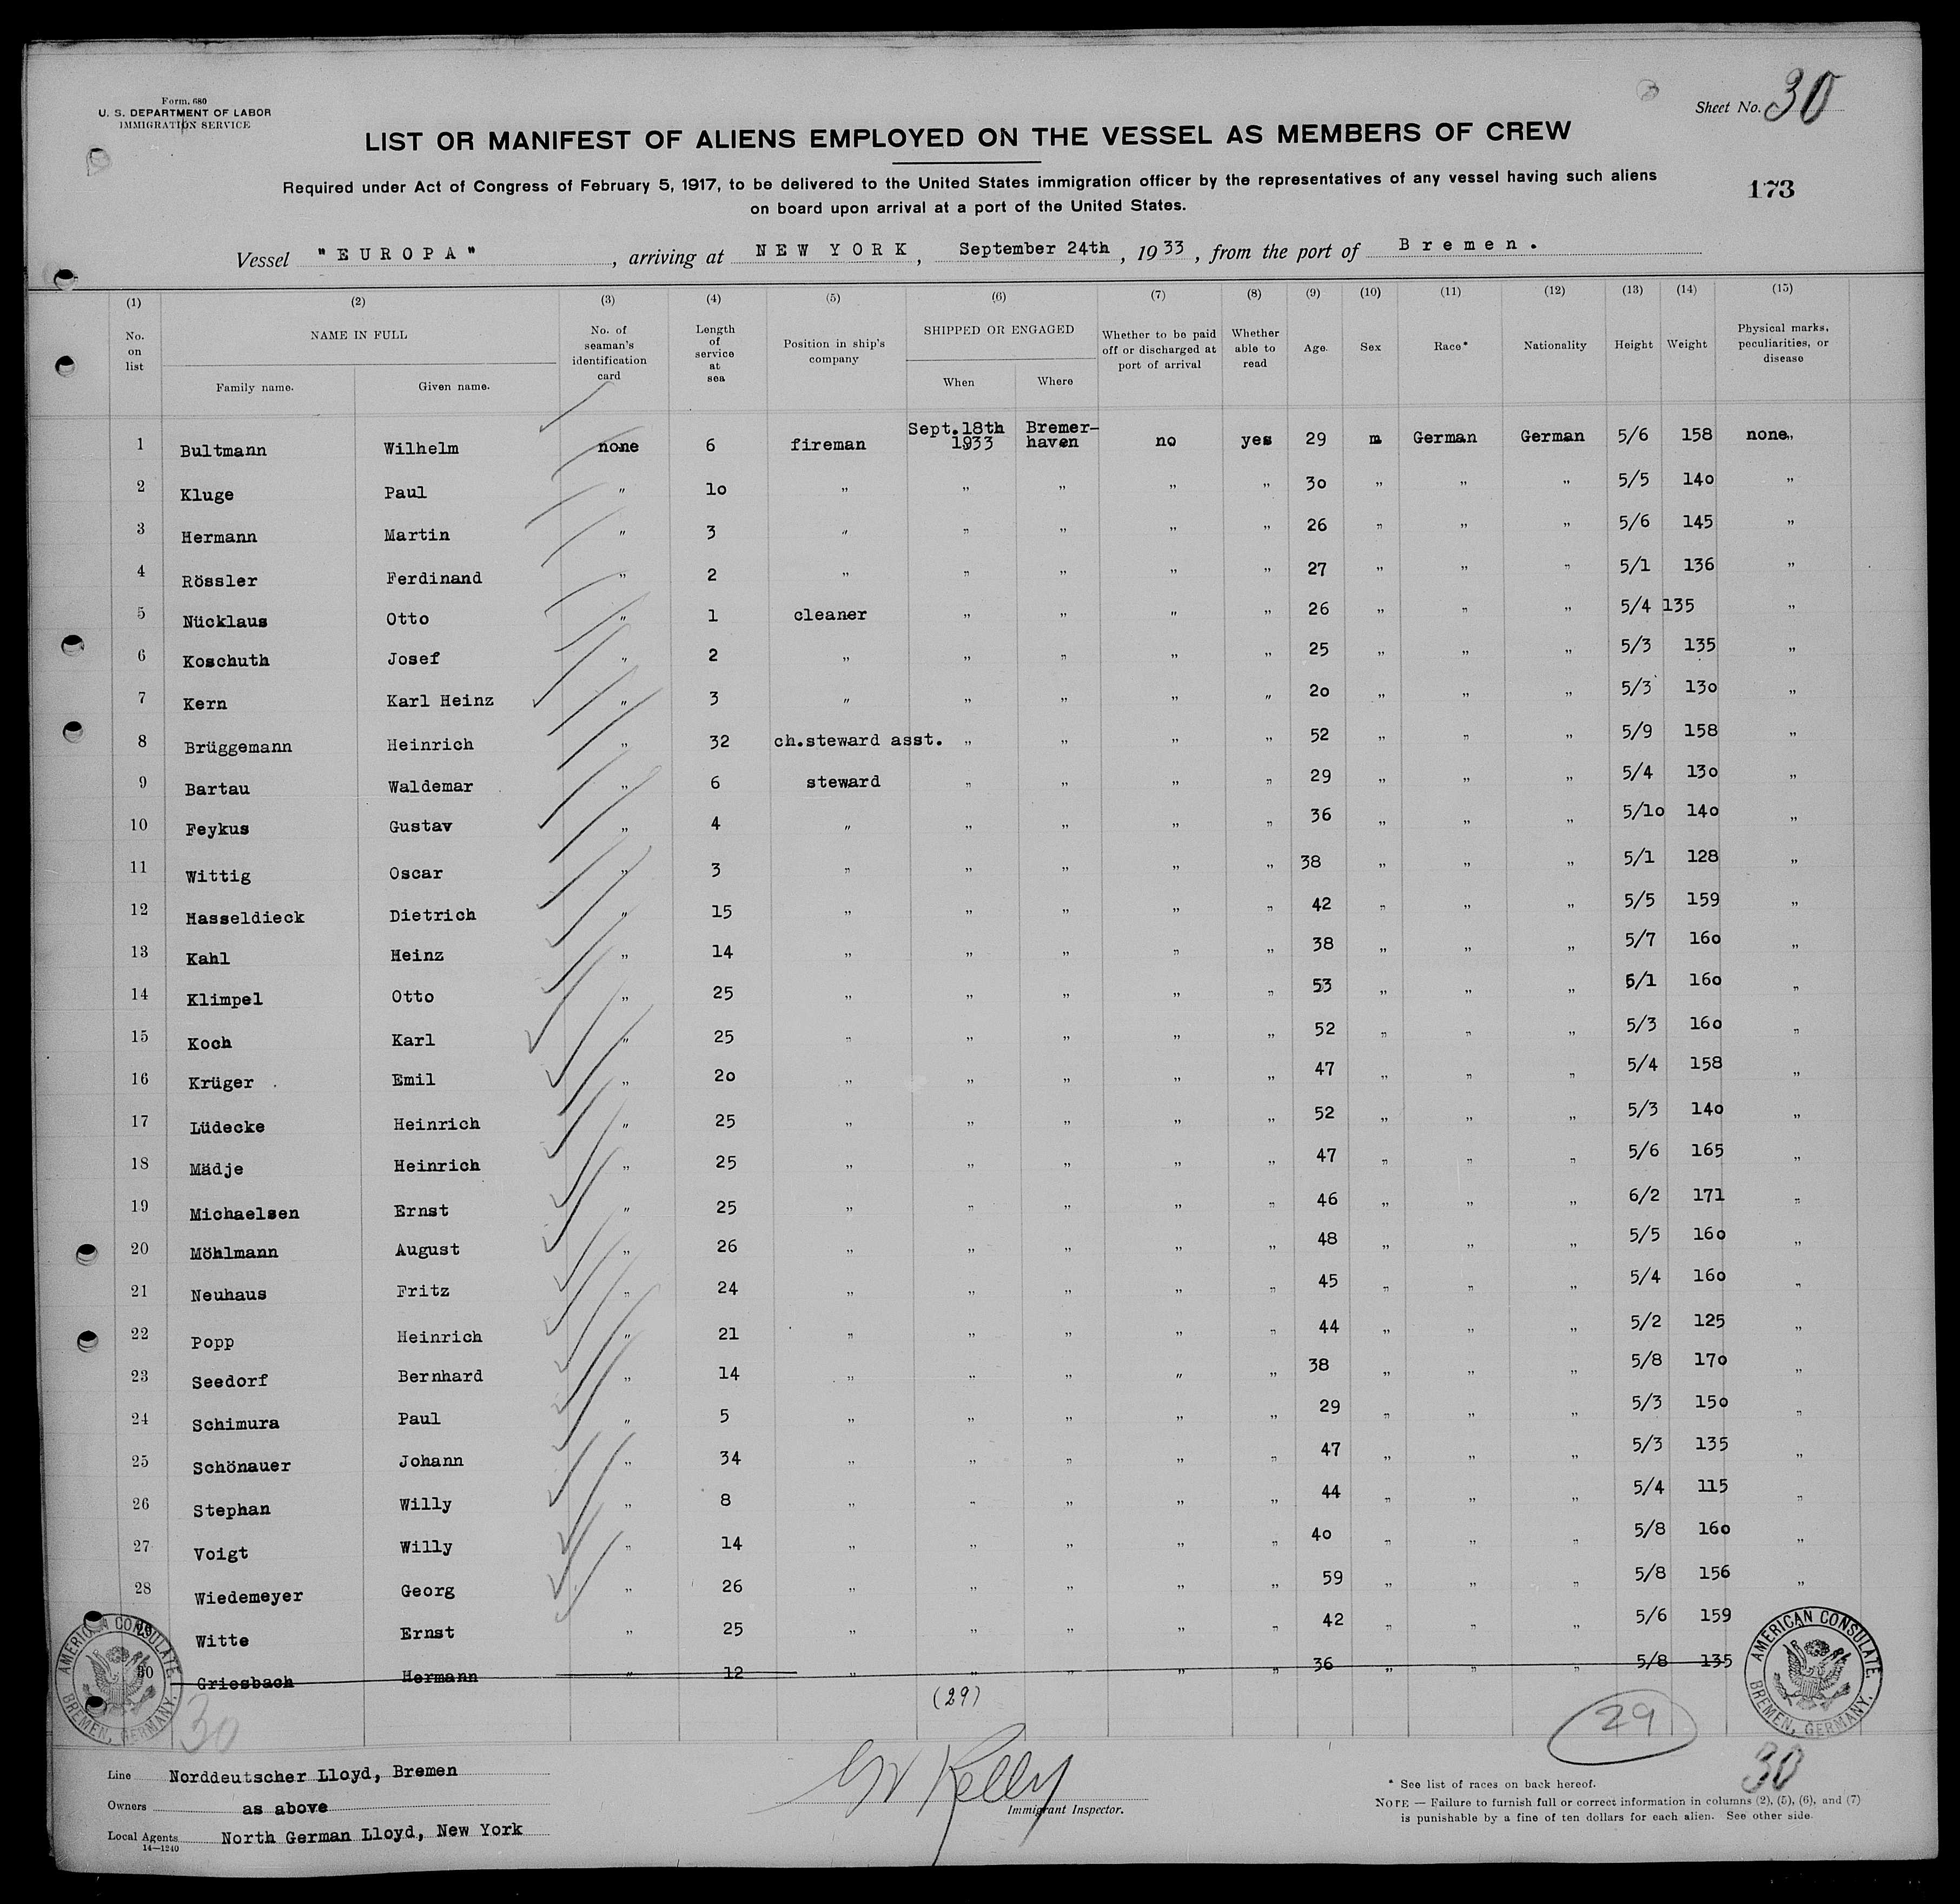 Form. 680
U. S. DEPARTMENT OF LABOR
IMMIGRATION SERVICE
Sheet No. 30
LIST OR MANIFEST OF ALIENS EMPLOYED ON THE VESSEL AS MEMBERS OF CREW
Required under Act of Congress of February 5, 1917, to be delivered to the United States immigration officer by the representatives of any vessel having such aliens
on board upon arrival at a port of the United States.
173
Vessel "EUROPA", arriving at NEW YORK, September 24th, 1933, from the port of Bremen.
(1) (2) (3) (4) (5) (6) (7) (8) (9) (10) (11) (12) (13) (14) (15)
No. on list NAME IN FULL Family name. Given name. No. of seaman's identification card Length of service at sea Position in ship's company SHIPPED OR ENGAGED When Where Whether to be paid off or discharged at port of arrival Whether able to read Age. Sex Race* Nationality Height Weight Physical marks, peculiarities, or disease
1 Bultmann Wilhelm none 6 fireman Sept.18th 1933 Bremer-haven no yes 29 m German German 5/6 158 none,,
2 Kluge Paul " 1o " " " " " 3o " " " 5/5 14o "
3 Hermann Martin " 3 " " " " " 26 " " " 5/6 145 "
4 Rössler Ferdinand " 2 " " " " " 27 " " " 5/1 136 "
5 Nücklaus Otto " 1 cleaner " " " " 26 " " " 5/4 135 "
6 Koschuth Josef " 2 " " " " " 25 " " " 5/3 135 "
7 Kern Karl Heinz " 3 " " " " " 2o " " " 5/3 13o "
8 Brüggemann Heinrich " 32 ch.steward asst. " " " " 52 " " " 5/9 158 "
9 Bartau Waldemar " 6 steward " " " " 29 " " " 5/4 13o "
10 Feykus Gustav " 4 " " " " " 36 " " " 5/1o 14o "
11 Wittig Oscar " 3 " " " " " 38 " " " 5/1 128 "
12 Hasseldieck Dietrich " 15 " " " " " 42 " " " 5/5 159 "
13 Kahl Heinz " 14 " " " " " 38 " " " 5/7 16o "
14 Klimpel Otto " 25 " " " " " 53 " " " 5/1 16o "
15 Koch Karl " 25 " " " " " 52 " " " 5/3 16o "
16 Krüger Emil " 2o " " " " " 47 " " " 5/4 158 "
17 Lüdecke Heinrich " 25 " " " " " 52 " " " 5/3 14o "
18 Mädje Heinrich " 25 " " " " " 47 " " " 5/6 165 "
19 Michaelsen Ernst " 25 " " " " " 46 " " " 6/2 171 "
20 Möhlmann August " 26 " " " " " 48 " " " 5/5 16o "
21 Neuhaus Fritz " 24 " " " " " 45 " " " 5/4 16o "
22 Popp Heinrich " 21 " " " " " 44 " " " 5/2 125 "
23 Seedorf Bernhard " 14 " " " " " 38 " " " 5/8 17o "
24 Schimura Paul " 5 " " " " " 29 " " " 5/3 15o "
25 Schönauer Johann " 34 " " " " " 47 " " " 5/3 135 "
26 Stephan Willy " 8 " " " " " 44 " " " 5/4 115 "
27 Voigt Willy " 14 " " " " " 4o " " " 5/8 16o "
28 Wiedemeyer Georg " 26 " " " " " 59 " " " 5/8 156 "
29 Witte Ernst " 25 " " " " " 42 " " " 5/6 159
30 Griesbach Hermann " 12 " " " " " 36 " " " 5/8 135
(29)
29
30
30
AMERICAN CONSULATE. BREMEN, GERMANY.
AMERICAN CONSULATE. BREMEN, GERMANY.
Line Norddeutscher Lloyd, Bremen
Owners as above
Local Agents North German Lloyd, New York
14—1240
GW Kelly
Immigrant Inspector.
* See list of races on back hereof.
NOTE — Failure to furnish full or correct information in columns (2), (5), (6), and (7)
is punishable by a fine of ten dollars for each alien. See other side.